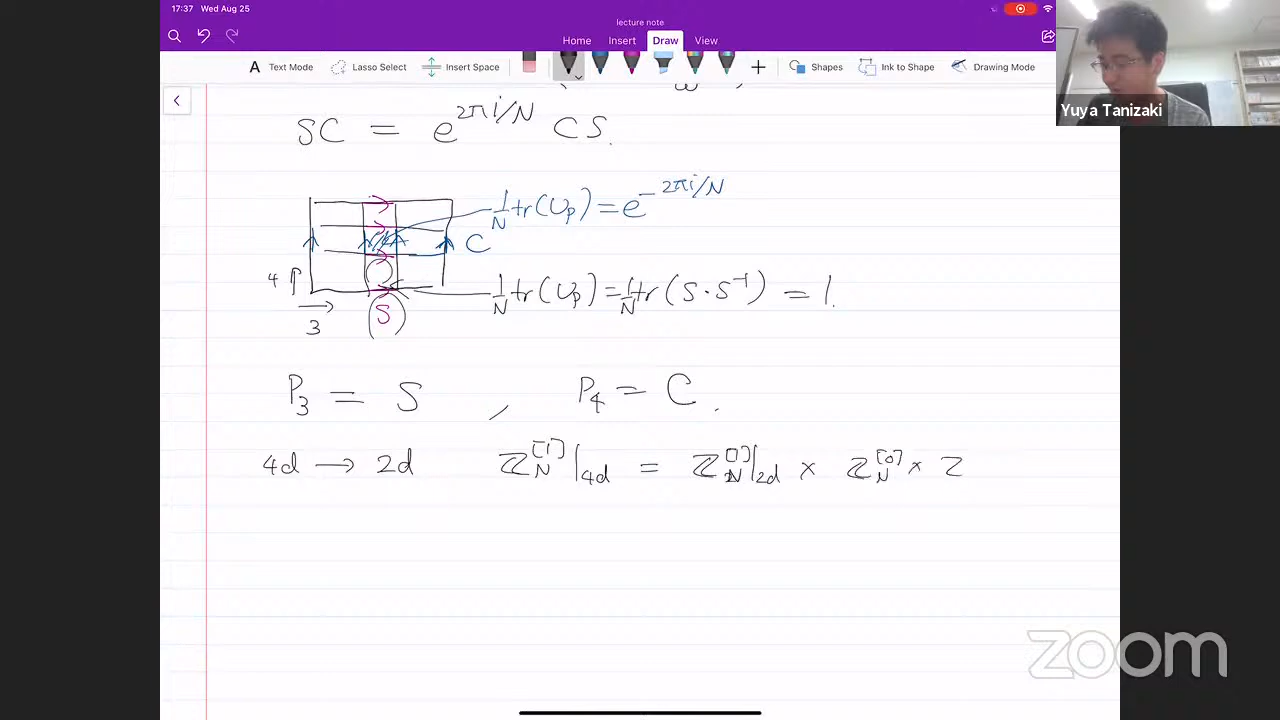 17:37 Wed Aug 25
lecture note
Home Insert Draw View
A Text Mode Lasso Select Insert Space Shapes Ink to Shape Drawing Mode
Yuya Tanizaki
SC = e^{2πi/N} CS.
1/N tr(U_p) = e^{-2πi/N}
C
4
3
S
1/N tr(U_p) = 1/N tr(S·S^{-1}) = 1.
P_3 = S , P_4 = C.
4d → 2d Z_N^{[1]}|_{4d} = Z_N^{[1]}|_{2d} × Z_N^{[0]} × Z
zoom